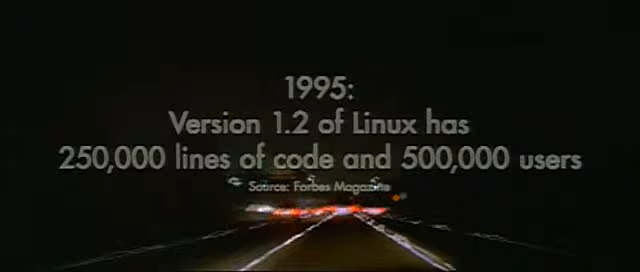 1995:
Version 1.2 of Linux has
250,000 lines of code and 500,000 users
Source: Forbes Magazine